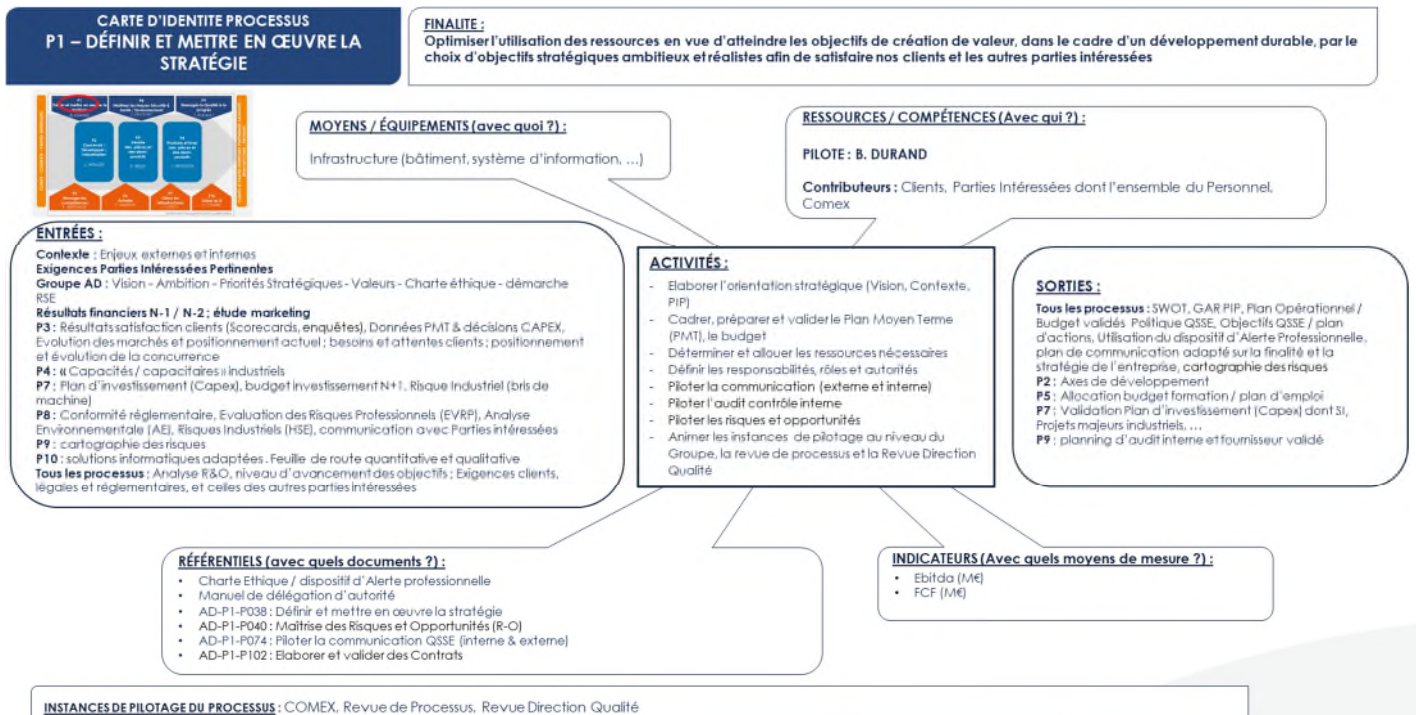 CARTE D'IDENTITE PROCESSUS
P1 – DÉFINIR ET METTRE EN ŒUVRE LA
STRATÉGIE
FINALITE :
Optimiser l'utilisation des ressources en vue d'atteindre les objectifs de création de valeur, dans le cadre d'un développement durable, par le
choix d'objectifs stratégiques ambitieux et réalistes afin de satisfaire nos clients et les autres parties intéressées
MOYENS / ÉQUIPEMENTS (avec quoi ?) :
Infrastructure (bâtiment, système d'information, …)
RESSOURCES / COMPÉTENCES (Avec qui ?) :
PILOTE : B. DURAND
Contributeurs : Clients, Parties Intéressées dont l'ensemble du Personnel,
Comex
ENTRÉES :
Contexte : Enjeux externes et internes
Exigences Parties Intéressées Pertinentes
Groupe AD : Vision - Ambition - Priorités Stratégiques - Valeurs - Charte éthique - démarche
RSE
Résultats financiers N-1 / N-2 ; étude marketing
P3 : Résultats satisfaction clients (Scorecards, enquêtes), Données PMT & décisions CAPEX,
Evolution des marchés et positionnement actuel ; besoins et attentes clients ; positionnement
et évolution de la concurrence
P4 : « Capacités / capacitaires » industriels
P7 : Plan d'investissement (Capex), budget investissement N+1, Risque Industriel (bris de
machine)
P8 : Conformité réglementaire, Evaluation des Risques Professionnels (EVRP), Analyse
Environnementale (AE), Risques Industriels (HSE), communication avec Parties intéressées
P9 : cartographie des risques
P10 : solutions informatiques adaptées. Feuille de route quantitative et qualitative
Tous les processus : Analyse R&O, niveau d'avancement des objectifs ; Exigences clients,
légales et réglementaires, et celles des autres parties intéressées
ACTIVITÉS :
- Elaborer l'orientation stratégique (Vision, Contexte,
PIP)
- Cadrer, préparer et valider le Plan Moyen Terme
(PMT), le budget
- Déterminer et allouer les ressources nécessaires
- Définir les responsabilités, rôles et autorités
- Piloter la communication (externe et interne)
- Piloter l'audit contrôle interne
- Piloter les risques et opportunités
- Animer les instances de pilotage au niveau du
Groupe, la revue de processus et la Revue Direction
Qualité
SORTIES :
Tous les processus : SWOT, GAR PIP, Plan Opérationnel /
Budget validés Politique QSSE, Objectifs QSSE / plan
d'actions, Utilisation du dispositif d'Alerte Professionnelle,
plan de communication adapté sur la finalité et la
stratégie de l'entreprise, cartographie des risques
P2 : Axes de développement
P5 : Allocation budget formation / plan d'emploi
P7 : Validation Plan d'investissement (Capex) dont SI,
Projets majeurs industriels, …
P9 : planning d'audit interne et fournisseur validé
RÉFÉRENTIELS (avec quels documents ?) :
• Charte Ethique / dispositif d'Alerte professionnelle
• Manuel de délégation d'autorité
• AD-P1-P038 : Définir et mettre en œuvre la stratégie
• AD-P1-P040 : Maîtrise des Risques et Opportunités (R-O)
• AD-P1-P074 : Piloter la communication QSSE (interne & externe)
• AD-P1-P102 : Elaborer et valider des Contrats
INDICATEURS (Avec quels moyens de mesure ?) :
• Ebitda (M€)
• FCF (M€)
INSTANCES DE PILOTAGE DU PROCESSUS : COMEX, Revue de Processus, Revue Direction Qualité